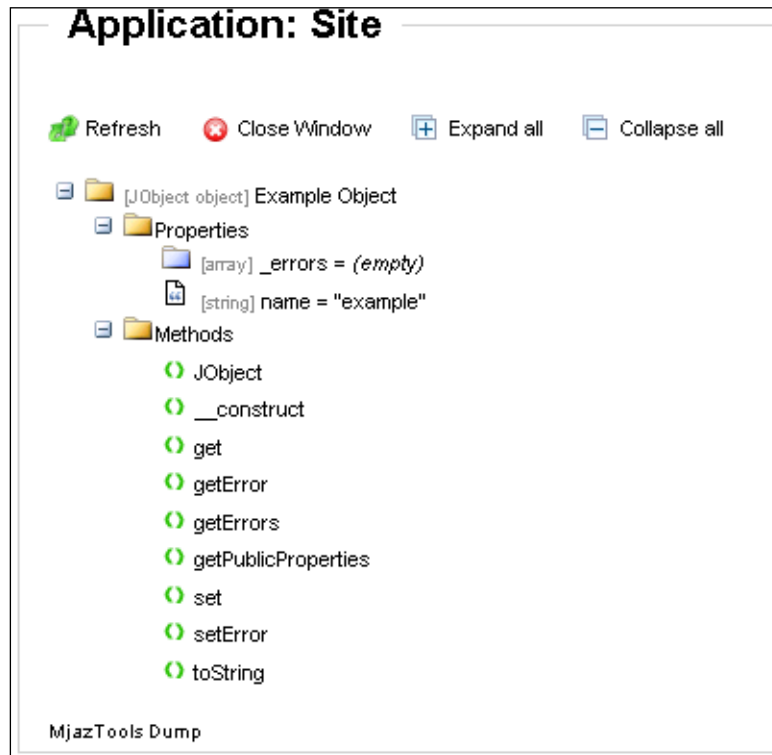 Application: Site
Refresh Close Window Expand all Collapse all
[JObject object] Example Object
Properties
[array] _errors = (empty)
[string] name = "example"
Methods
JObject
__construct
get
getError
getErrors
getPublicProperties
set
setError
toString
MjazTools Dump